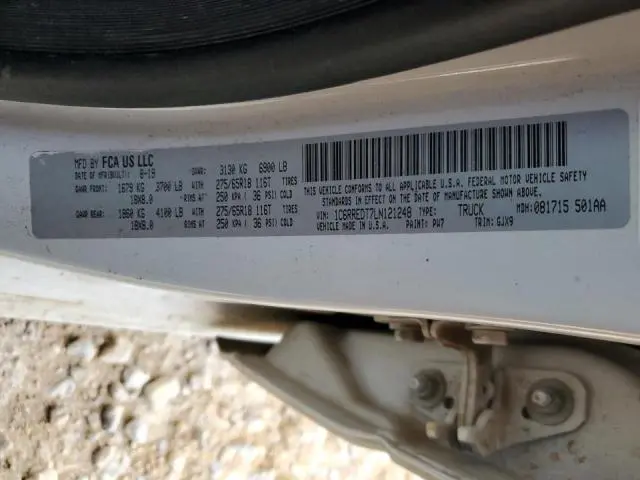 MFD BY FCA US LLC
DATE OF MFR(BUILT): 8-19 GVWR: 3130 KG 6900 LB
GAWR FRONT: 1679 KG 3700 LB WITH 275/65R18 116T TIRES
18X8.0 RIMS AT 250 KPA ( 36 PSI) COLD
GAWR REAR: 1860 KG 4100 LB WITH 275/65R18 116T TIRES
18X8.0 RIMS AT 250 KPA ( 36 PSI) COLD
THIS VEHICLE CONFORMS TO ALL APPLICABLE U.S.A. FEDERAL MOTOR VEHICLE SAFETY
STANDARDS IN EFFECT ON THE DATE OF MANUFACTURE SHOWN ABOVE.
VIN: 1C6RREDT7LN121248 TYPE: TRUCK MDH: 081715 501AA
VEHICLE MADE IN U.S.A. PAINT: PW7 TRIM: GJX9